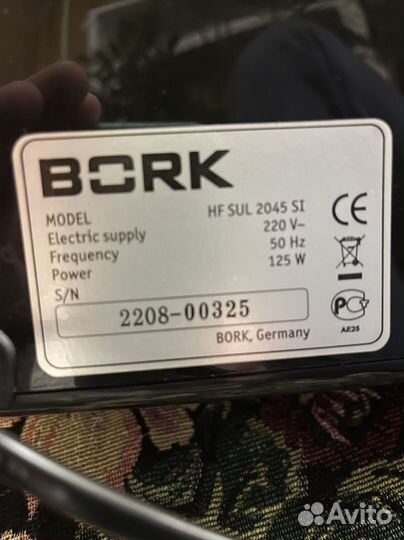 BORK
MODEL HF SUL 2045 SI
Electric supply 220 V~
Frequency 50 Hz
Power 125 W
S/N
2208-00325
BORK, Germany
CE
РСТ
AE25
Avito